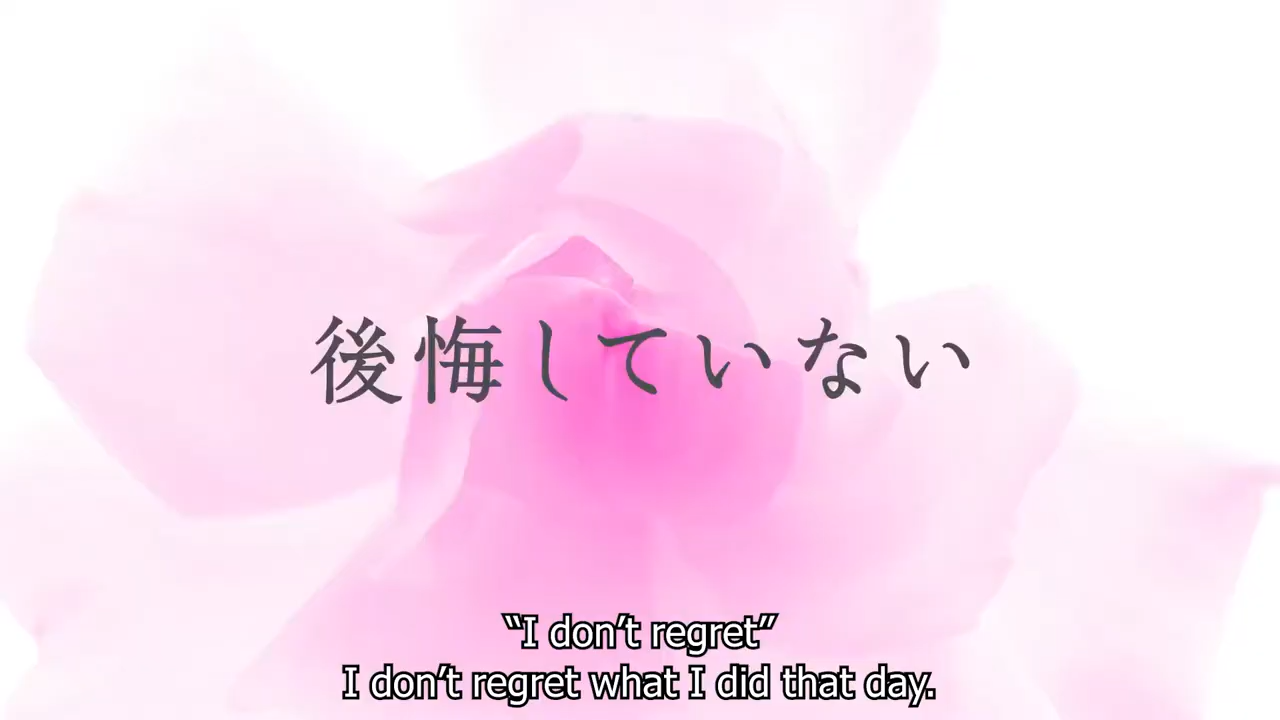 後悔していない
“I don’t regret”
I don’t regret what I did that day.